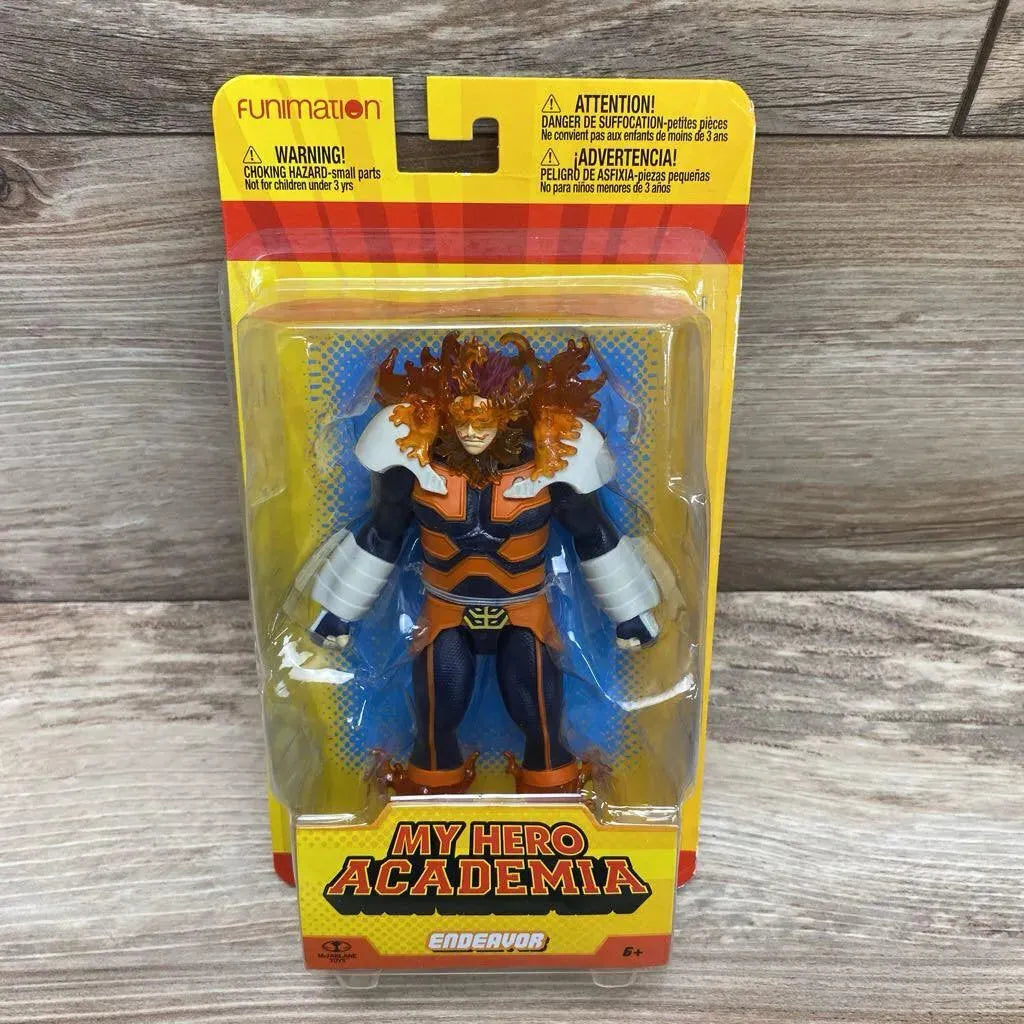 FUNIMATION
⚠ WARNING!
CHOKING HAZARD-small parts
Not for children under 3 yrs
⚠ ATTENTION!
DANGER DE SUFFOCATION-petites pièces
Ne convient pas aux enfants de moins de 3 ans
⚠ ¡ADVERTENCIA!
PELIGRO DE ASFIXIA-piezas pequeñas
No para niños menores de 3 años
MY HERO
ACADEMIA
ENDEAVOR
McFARLANE
TOYS
6+